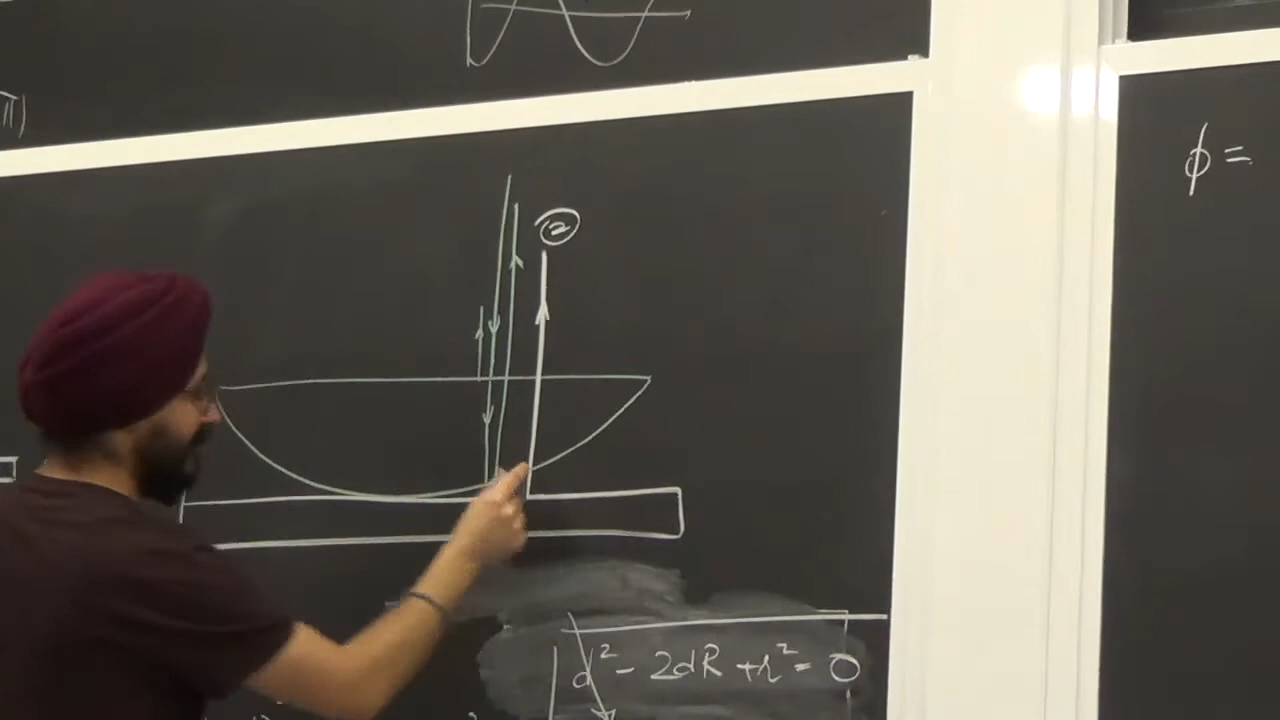 π)
②
ϕ =
d² - 2dR + r² = 0